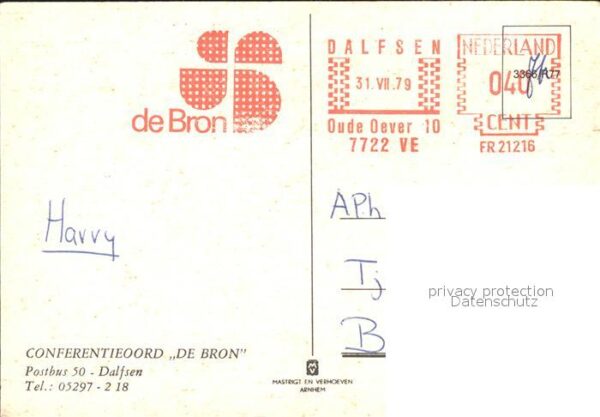 de Bron
DALFSEN
31.VII.79
Oude Oever 10
7722 VE
NEDERLAND
040
CENT
FR 21216
Harry
APh
Tj
B
privacy protection
Datenschutz
CONFERENTIEOORD „DE BRON”
Postbus 50 - Dalfsen
Tel.: 05297 - 2 18
MASTRIGT EN VERHOEVEN
ARNHEM